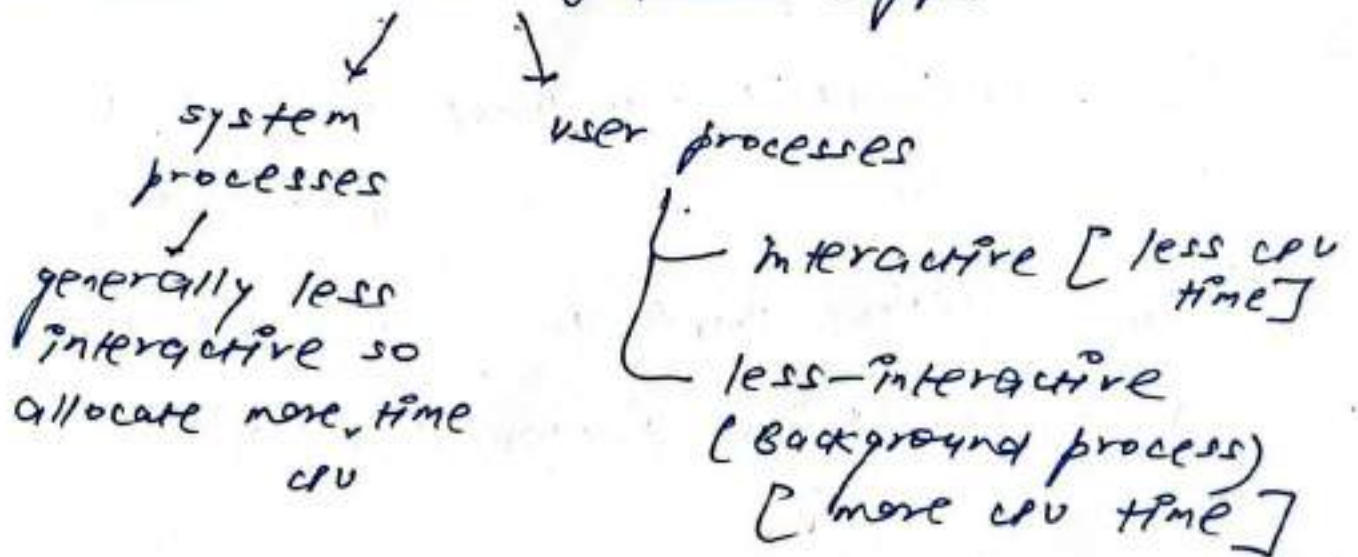 system
processes
generally less
interactive so
allocate more time
CPU
user processes
interactive [ less CPU
time ]
less-interactive
( Background process )
[ more CPU time ]